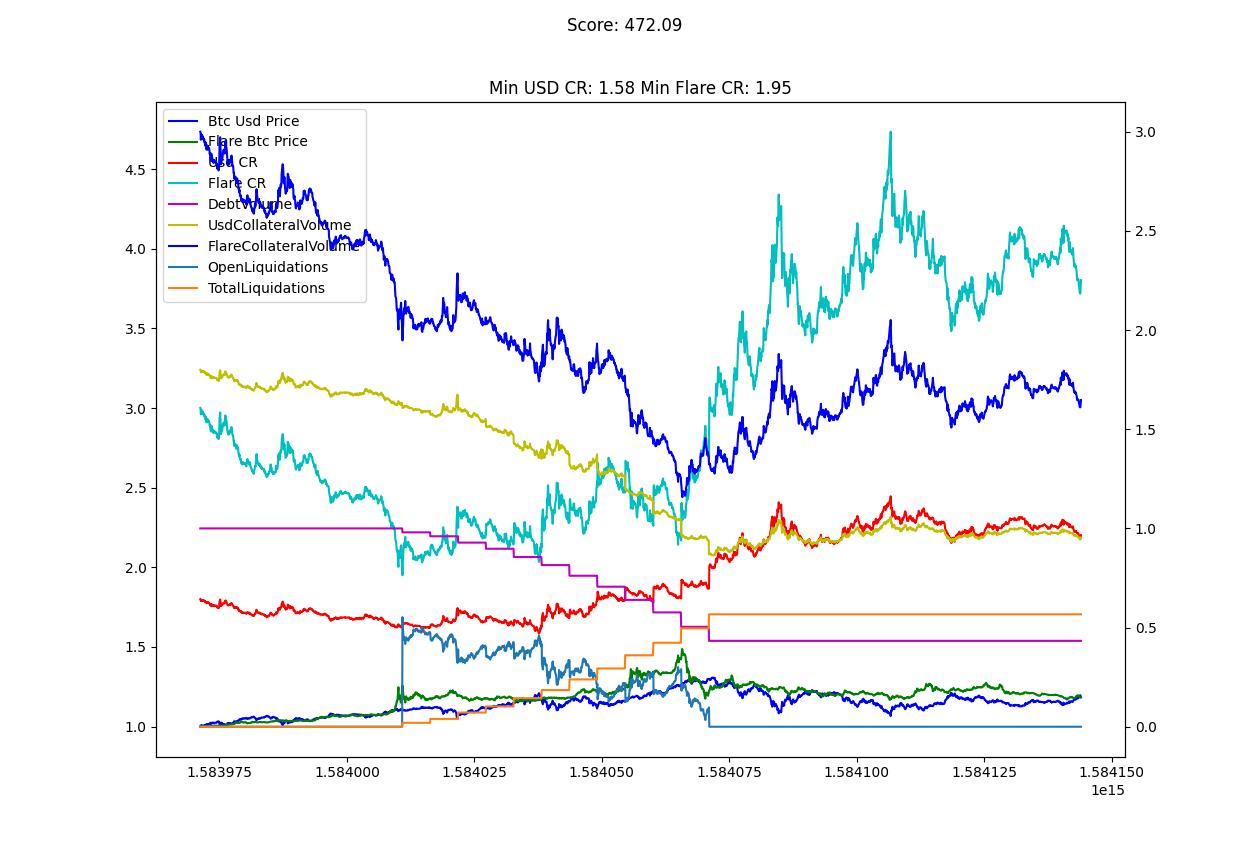 Score: 472.09
Min USD CR: 1.58 Min Flare CR: 1.95
Btc Usd Price
Flare Btc Price
Usd CR
Flare CR
DebtVolume
UsdCollateralVolume
FlareCollateralVolume
OpenLiquidations
TotalLiquidations
4.5
4.0
3.5
3.0
2.5
2.0
1.5
1.0
3.0
2.5
2.0
1.5
1.0
0.5
0.0
1.583975 1.584000 1.584025 1.584050 1.584075 1.584100 1.584125 1.584150
1e15